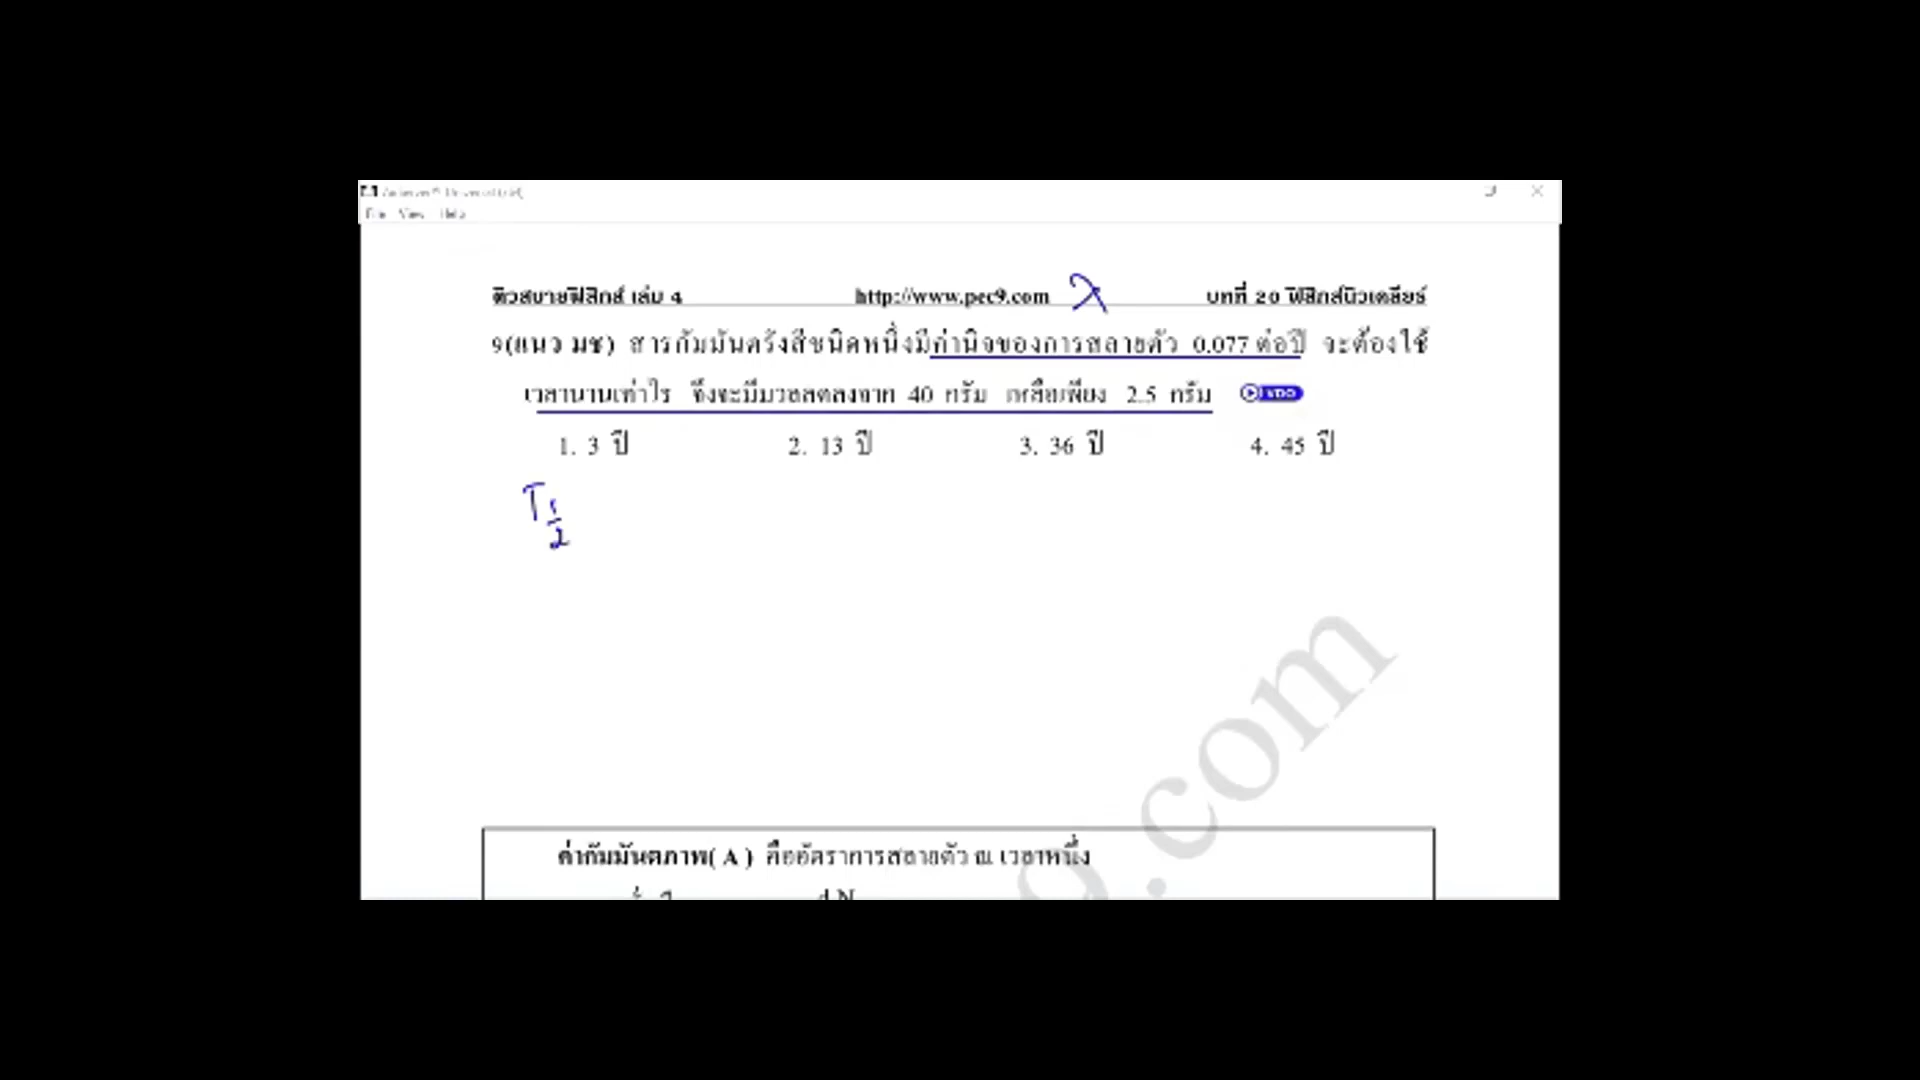 File View Help
ติวสบายฟิสิกส์ เล่ม 4 http://www.pec9.com λ บทที่ 20 ฟิสิกส์นิวเคลียร์
9(แนว มช) สารกัมมันตรังสีชนิดหนึ่งมีค่านิจของการสลายตัว 0.077 ต่อปี จะต้องใช้
เวลานานเท่าไร จึงจะมีมวลลดลงจาก 40 กรัม เหลือเพียง 2.5 กรัม VDO
1. 3 ปี 2. 13 ปี 3. 36 ปี 4. 45 ปี
T 1/2
9.com
ค่ากัมมันตภาพ( A ) คืออัตราการสลายตัว ณ เวลาหนึ่ง
dN